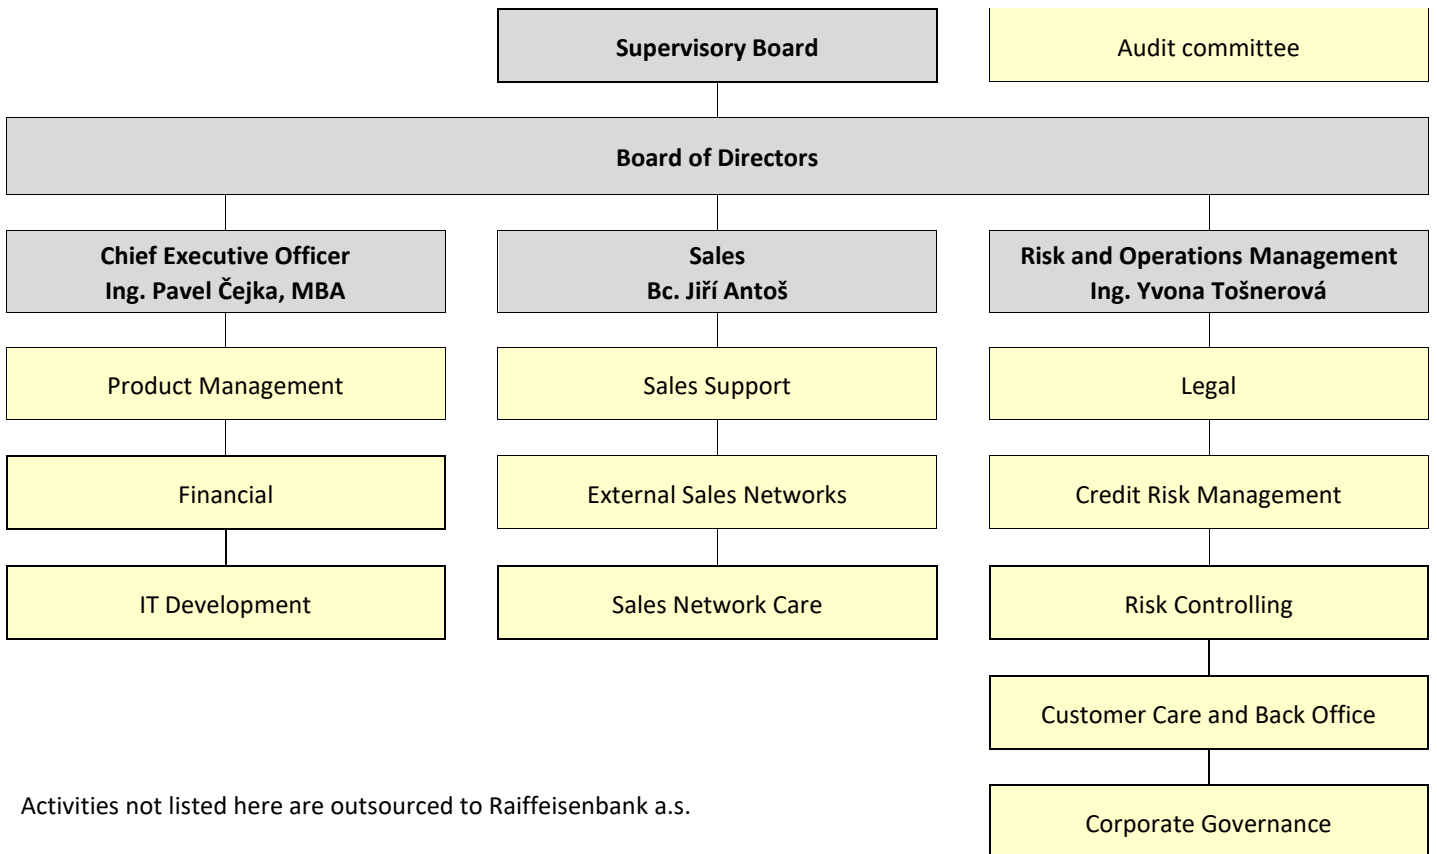 Supervisory Board
Audit committee
Board of Directors
Chief Executive Officer
Ing. Pavel Čejka, MBA
Sales
Bc. Jiří Antoš
Risk and Operations Management
Ing. Yvona Tošnerová
Product Management
Sales Support
Legal
Financial
External Sales Networks
Credit Risk Management
IT Development
Sales Network Care
Risk Controlling
Customer Care and Back Office
Activities not listed here are outsourced to Raiffeisenbank a.s.
Corporate Governance